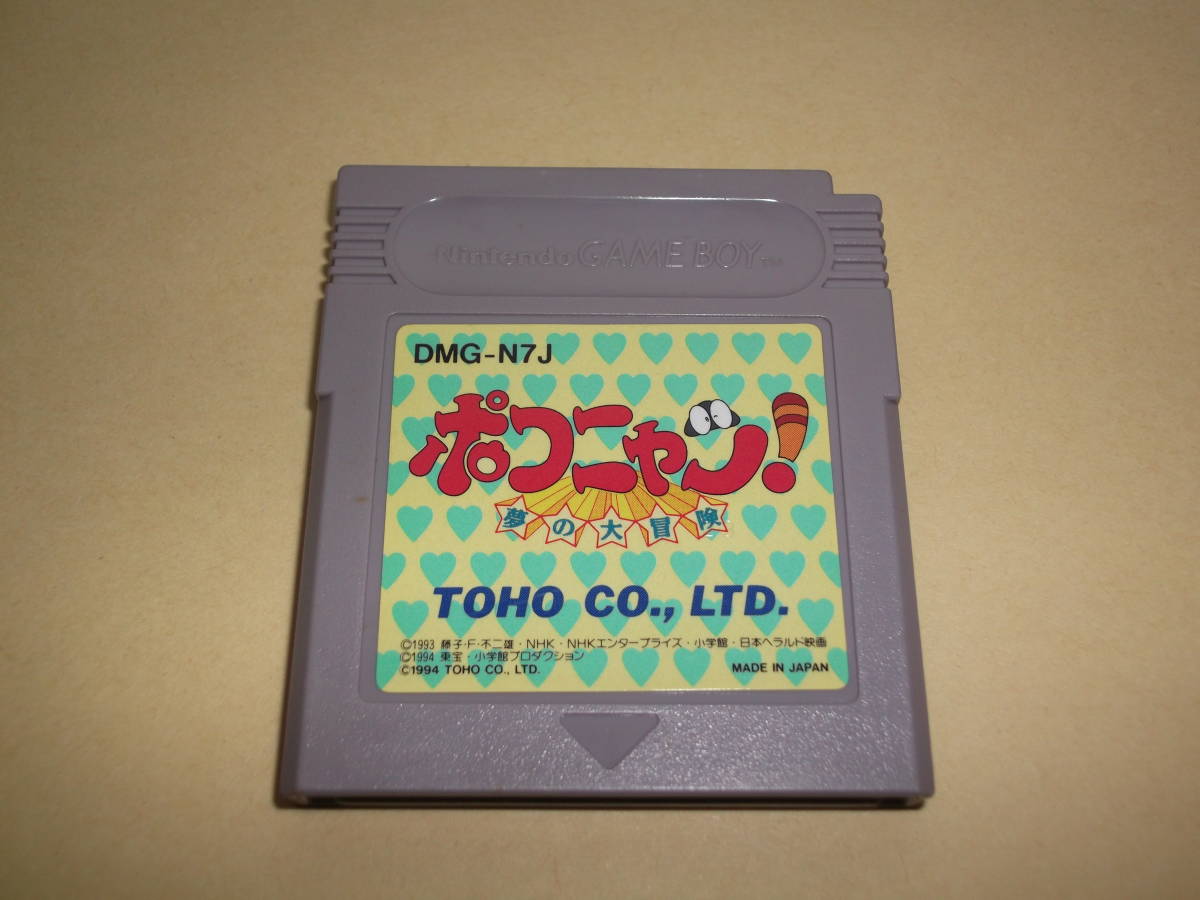 Nintendo GAME BOY TM
DMG-N7J
ポコニャン!
夢の大冒険
TOHO CO., LTD.
©1993 藤子・F・不二雄・NHK・NHKエンタープライズ・小学館・日本ヘラルド映画
©1994 東宝・小学館プロダクション
©1994 TOHO CO., LTD.
MADE IN JAPAN